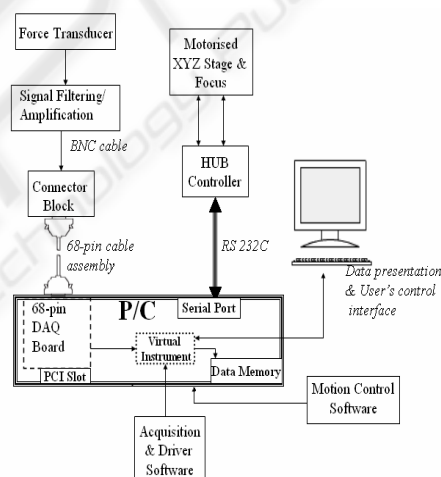 Force Transducer
Signal Filtering/
Amplification
BNC cable
Connector
Block
68-pin cable
assembly
Motorised
XYZ Stage &
Focus
HUB
Controller
RS 232C
Data presentation
& User's control
interface
P/C
Serial Port
68-pin
DAQ
Board
PCI Slot
Virtual
Instrument
Data Memory
Motion Control
Software
Acquisition
& Driver
Software